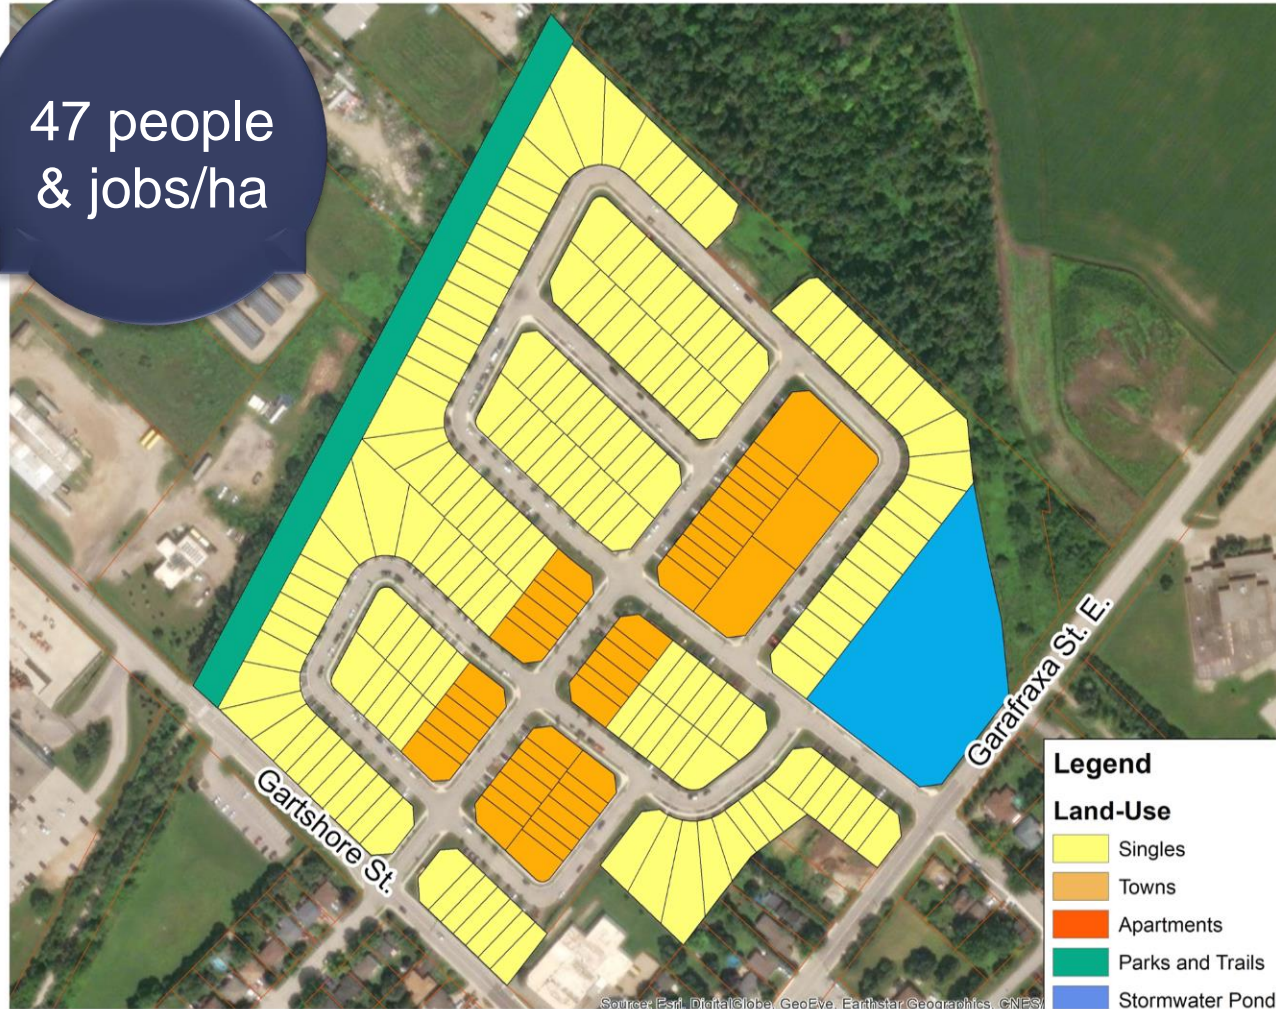 47 people
& jobs/ha
Garafraxa St. E.
Gartshore St.
Legend
Land-Use
Singles
Towns
Apartments
Parks and Trails
Stormwater Pond
Source: Esri, DigitalGlobe, GeoEye, Earthstar Geographics, CNES/